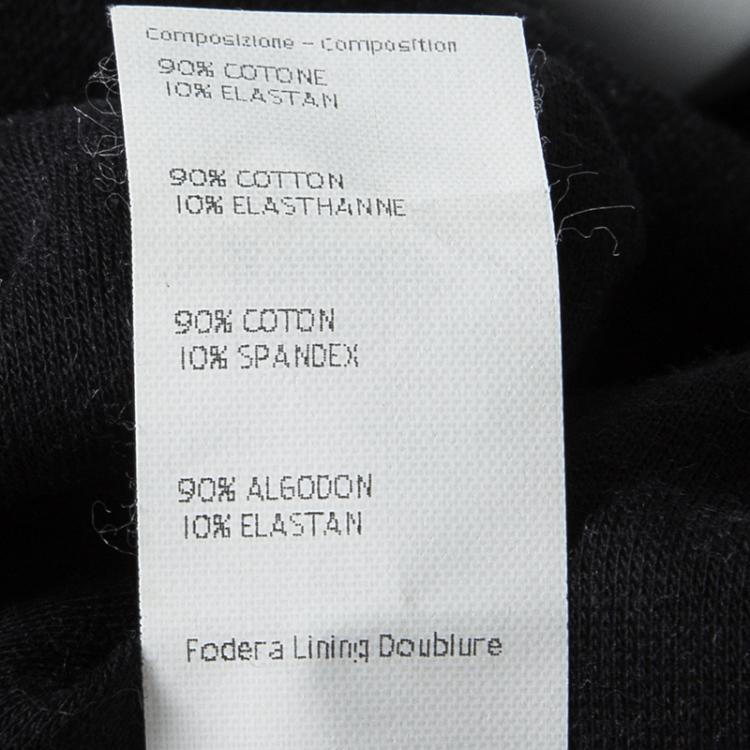 Composizione - Composition
90% COTONE
10% ELASTAN
90% COTTON
10% ELASTHANNE
90% COTON
10% SPANDEX
90% ALGODON
10% ELASTAN
Fodera Lining Doublure